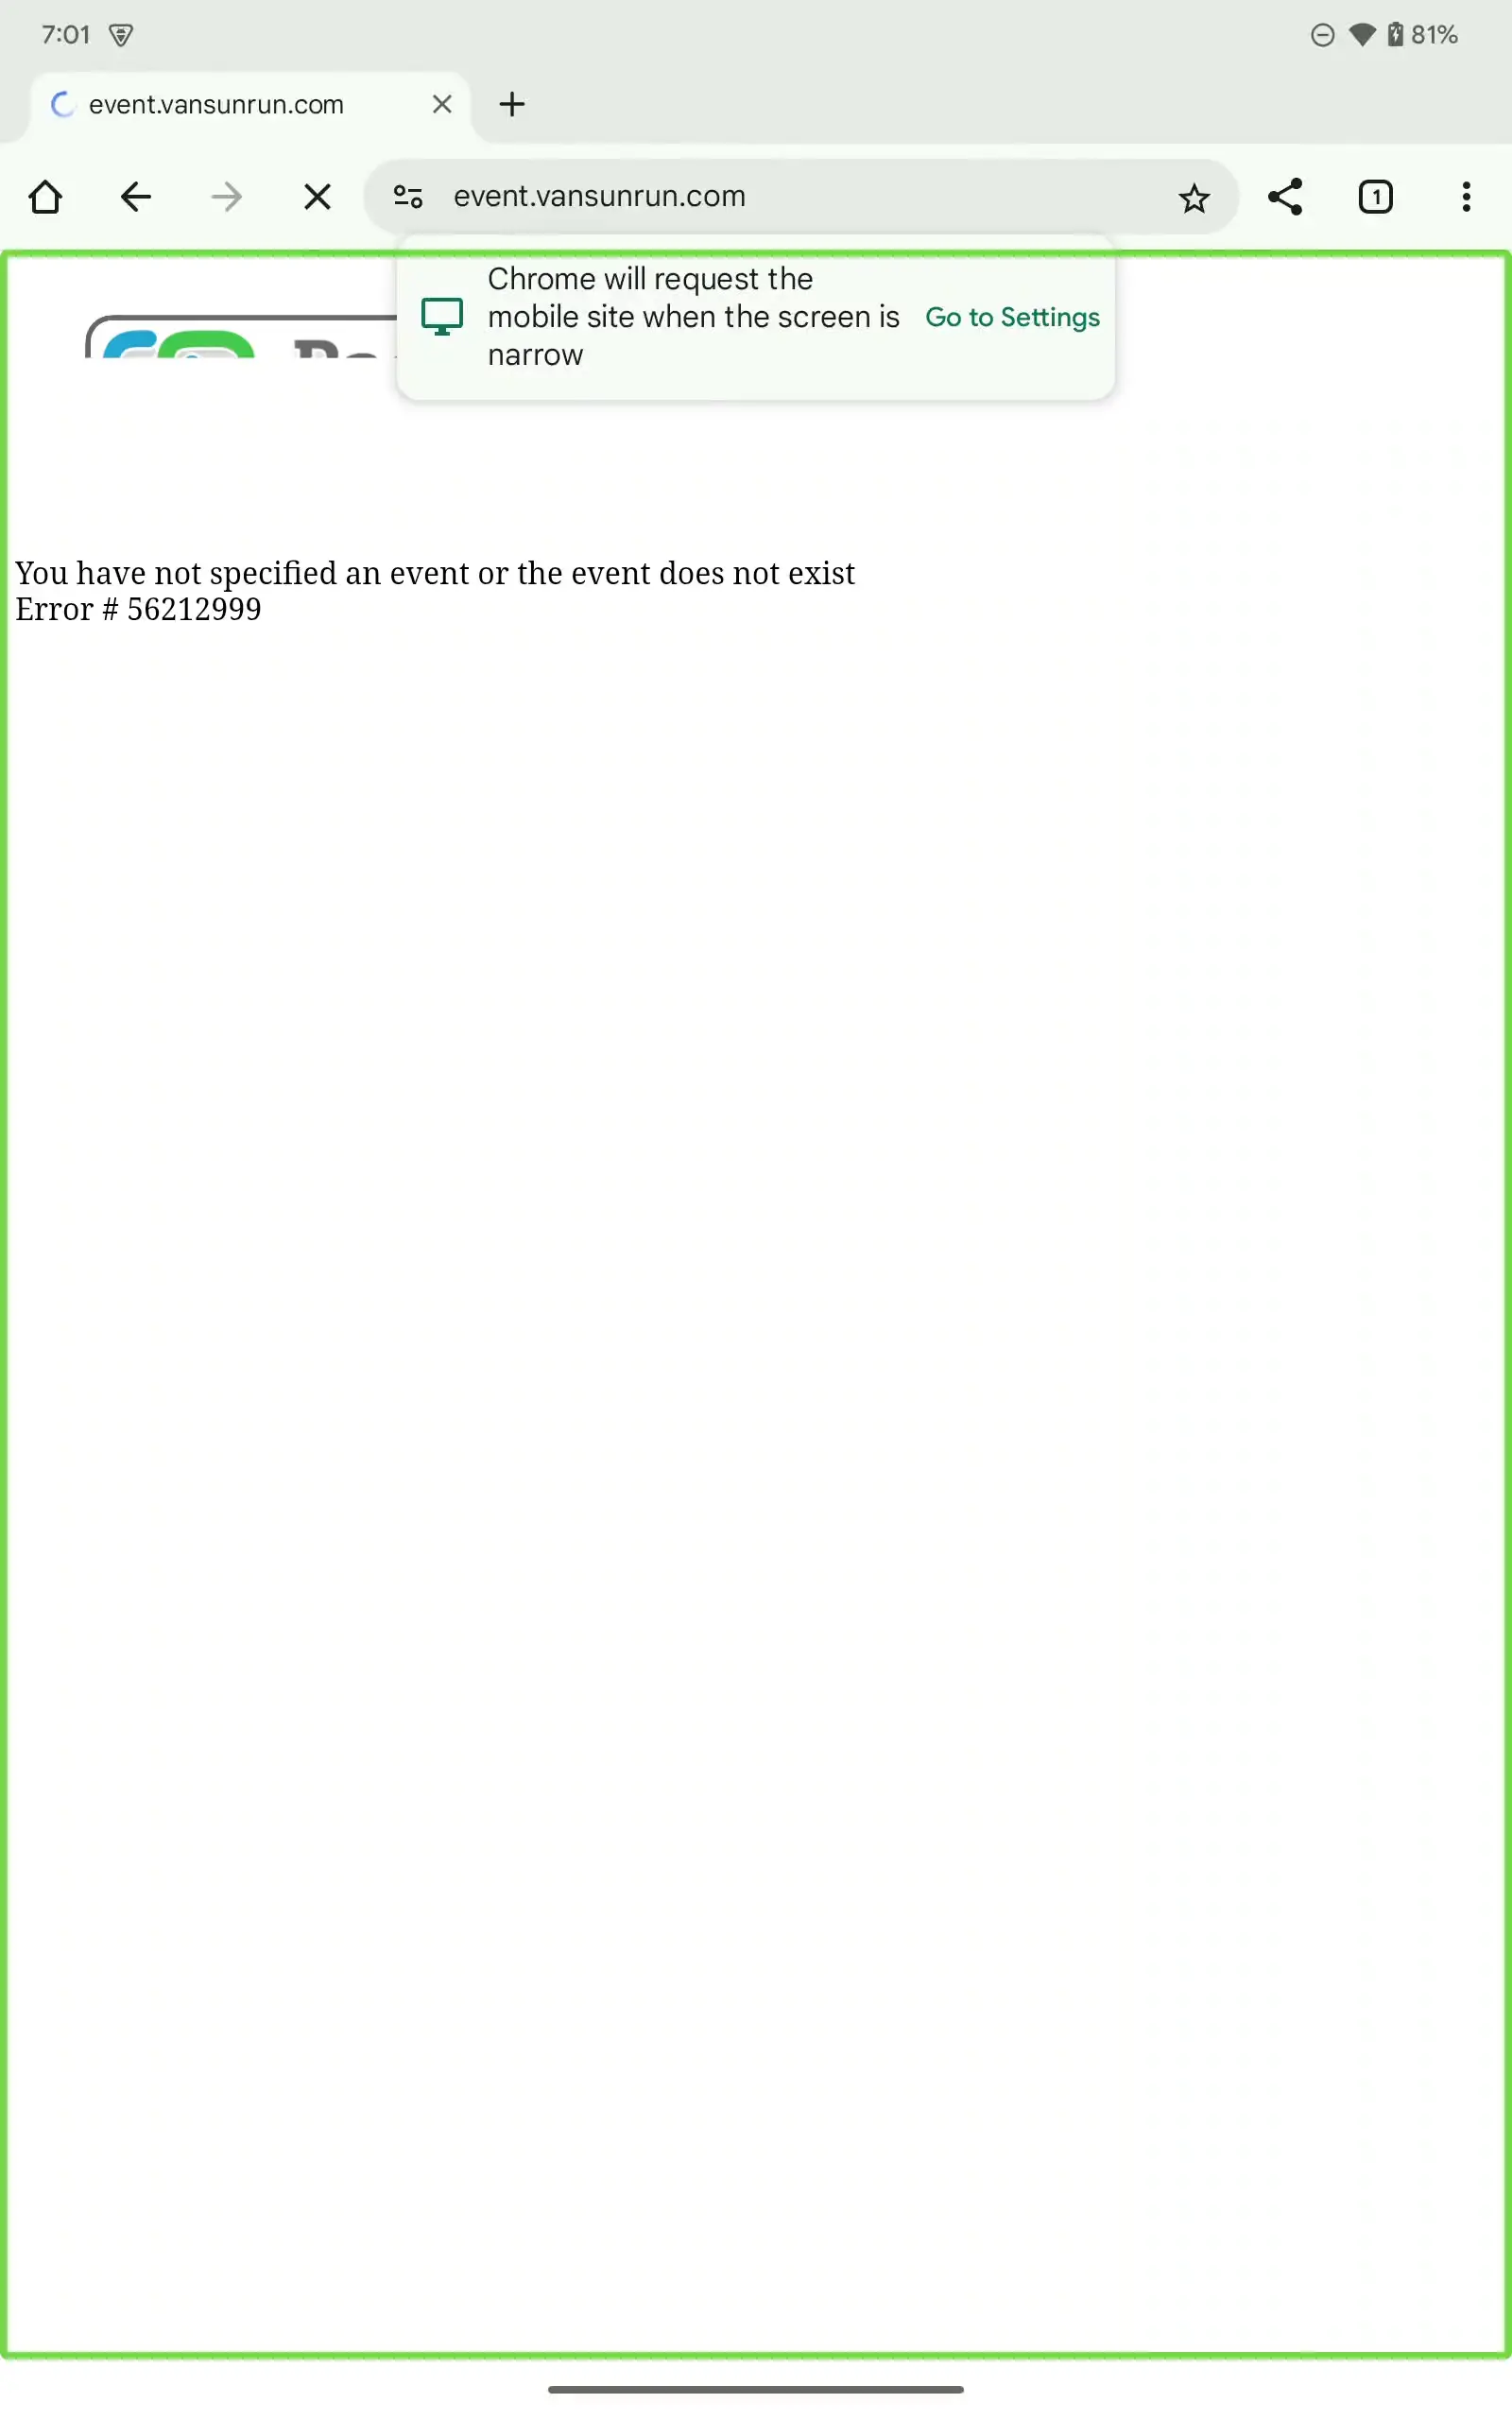 7:01
81%
event.vansunrun.com
event.vansunrun.com
1
Chrome will request the
mobile site when the screen is
narrow
Go to Settings
You have not specified an event or the event does not exist
Error # 56212999